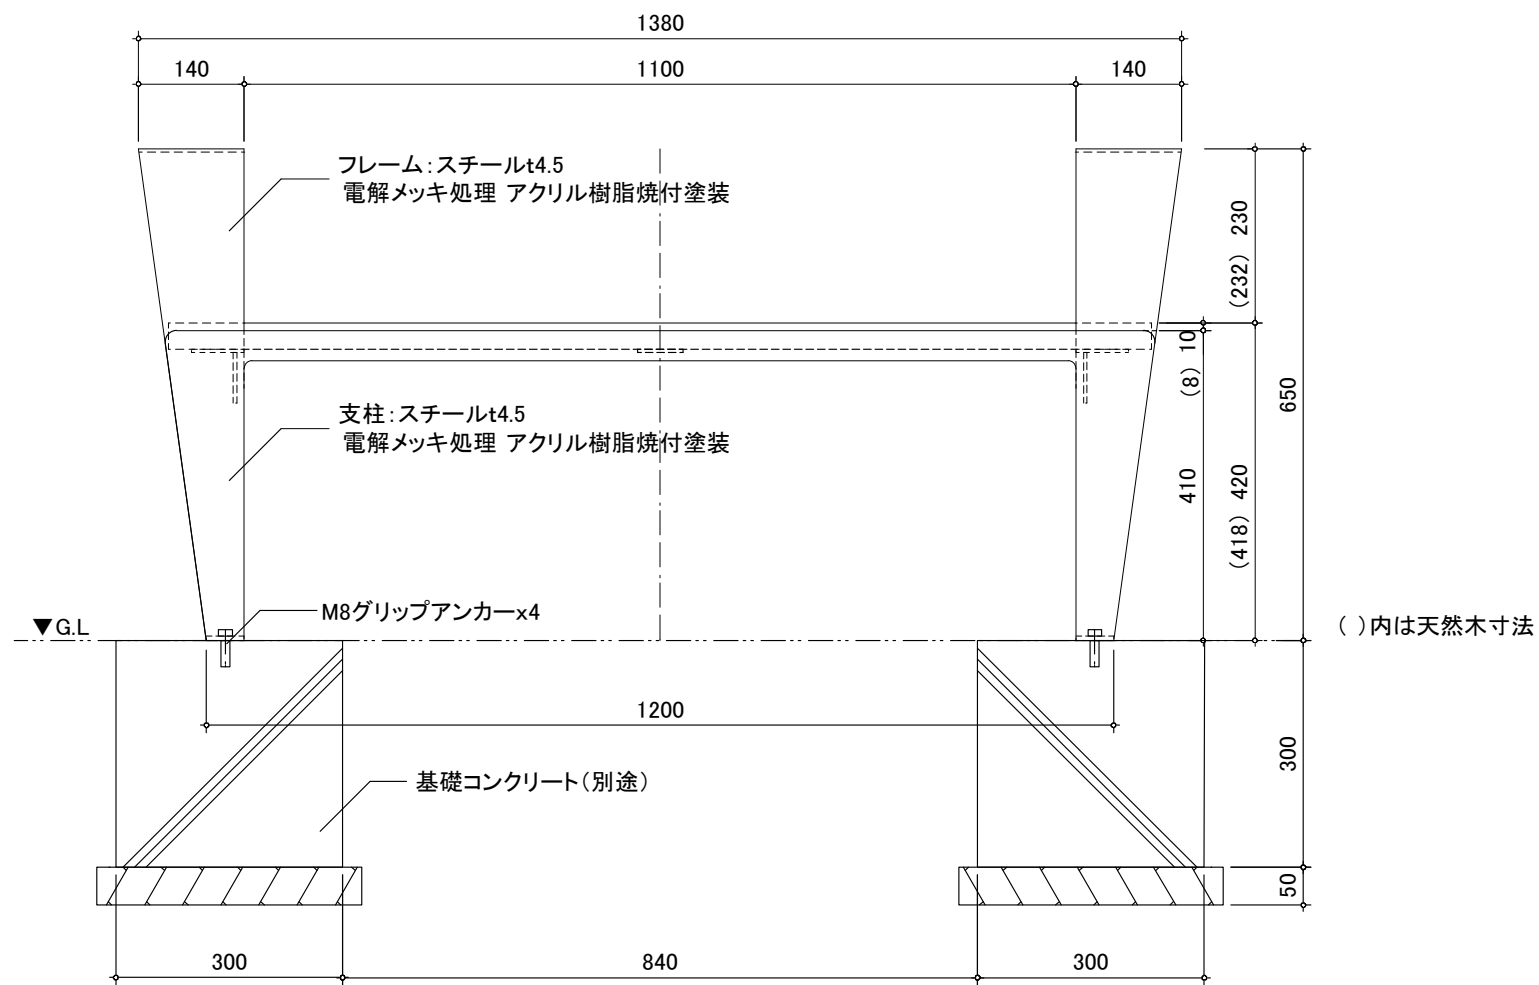 1380
140 1100 140
フレーム：スチールt4.5
電解メッキ処理 アクリル樹脂焼付塗装
(232) 230
(8) 10
650
支柱：スチールt4.5
電解メッキ処理 アクリル樹脂焼付塗装
410
(418) 420
M8グリップアンカーx4
▼G.L
( )内は天然木寸法
1200
300
基礎コンクリート(別途)
50
300 840 300